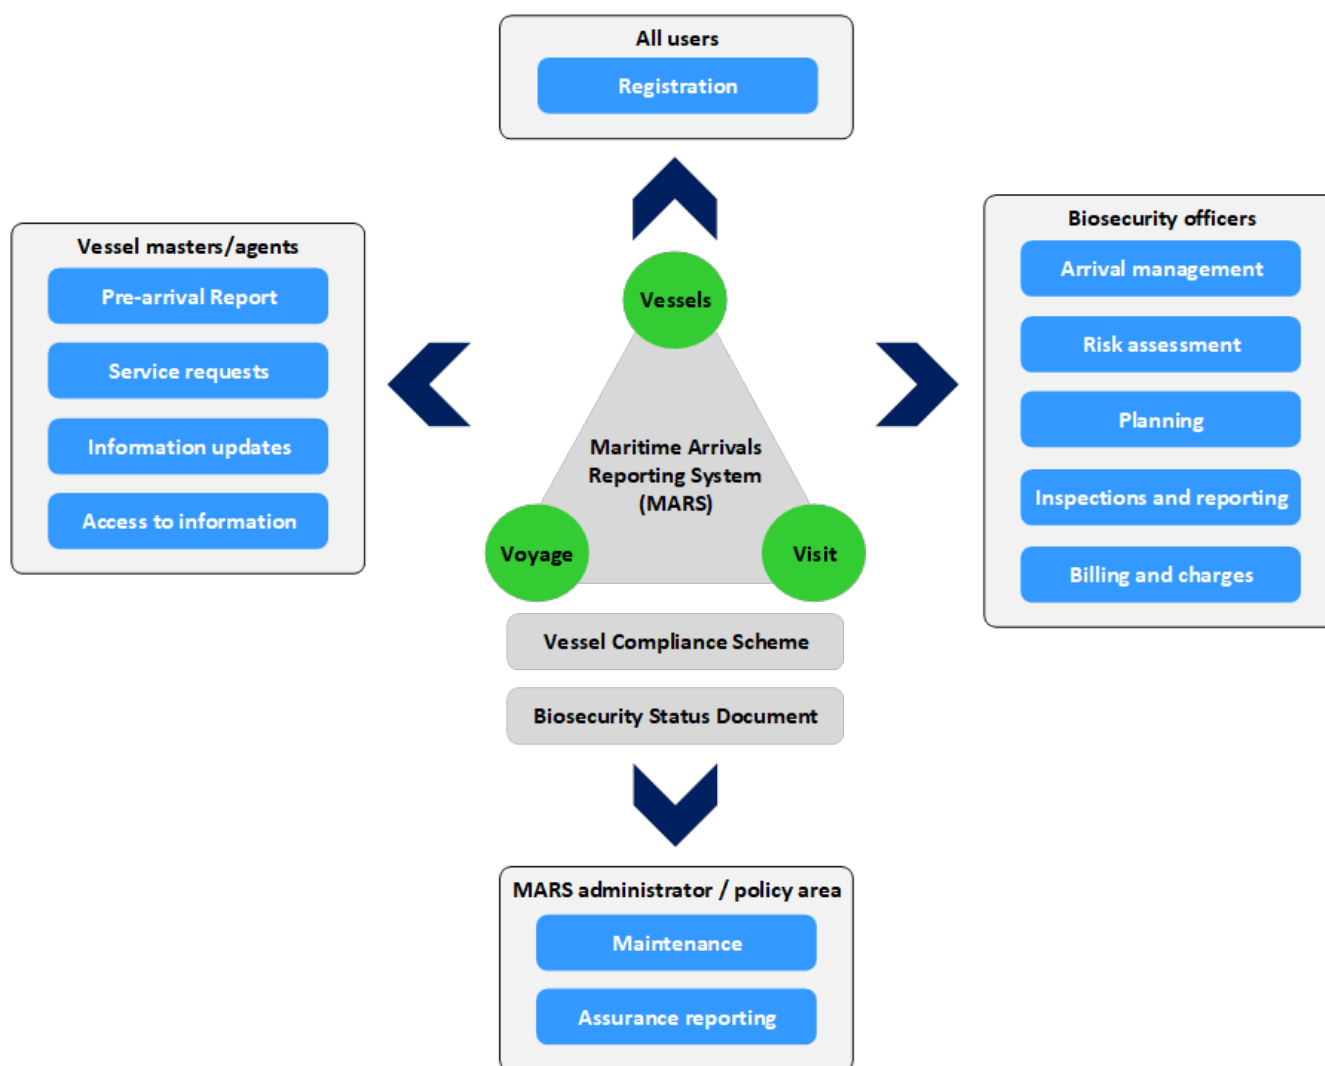 All users
Registration
Vessel masters/agents
Pre-arrival Report
Service requests
Information updates
Access to information
Vessels
Maritime Arrivals
Reporting System
(MARS)
Voyage
Visit
Vessel Compliance Scheme
Biosecurity Status Document
Biosecurity officers
Arrival management
Risk assessment
Planning
Inspections and reporting
Billing and charges
MARS administrator / policy area
Maintenance
Assurance reporting